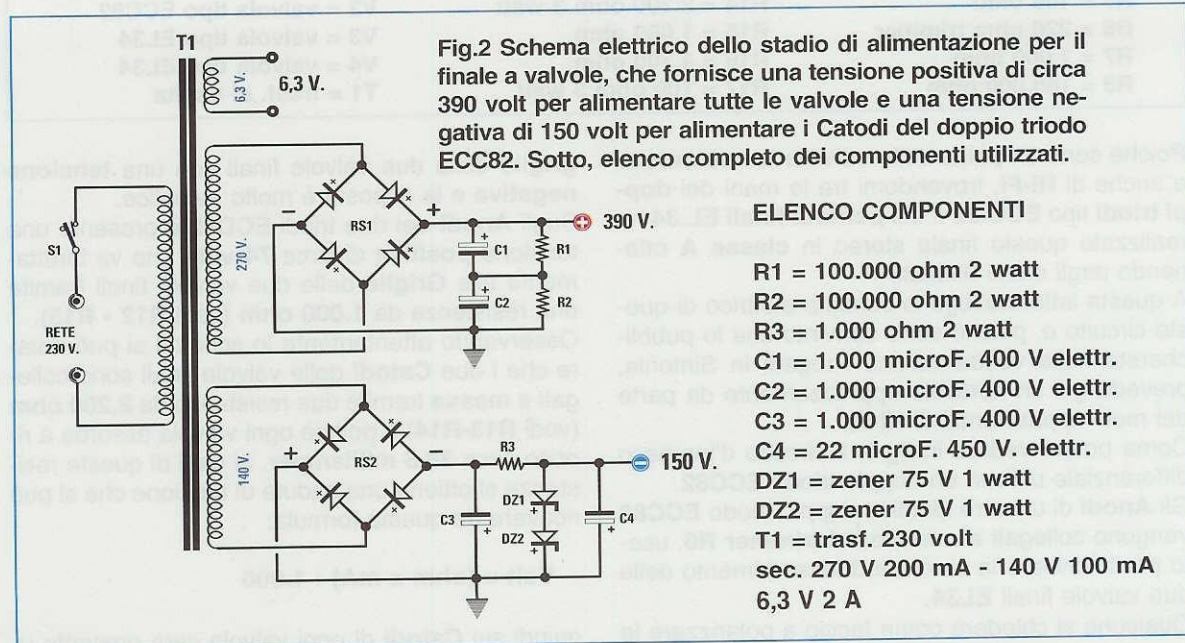 T1
6,3 V.
6,3 V.
Fig.2 Schema elettrico dello stadio di alimentazione per il
finale a valvole, che fornisce una tensione positiva di circa
390 volt per alimentare tutte le valvole e una tensione ne-
gativa di 150 volt per alimentare i Catodi del doppio triodo
ECC82. Sotto, elenco completo dei componenti utilizzati.
S1
RETE
230 V.
270 V.
RS1
C1
C2
R1
R2
390 V.
140 V.
RS2
R3
C3
DZ1
DZ2
C4
150 V.
ELENCO COMPONENTI
R1 = 100.000 ohm 2 watt
R2 = 100.000 ohm 2 watt
R3 = 1.000 ohm 2 watt
C1 = 1.000 microF. 400 V elettr.
C2 = 1.000 microF. 400 V elettr.
C3 = 1.000 microF. 400 V elettr.
C4 = 22 microF. 450 V. elettr.
DZ1 = zener 75 V 1 watt
DZ2 = zener 75 V 1 watt
T1 = trasf. 230 volt
sec. 270 V 200 mA - 140 V 100 mA
6,3 V 2 A